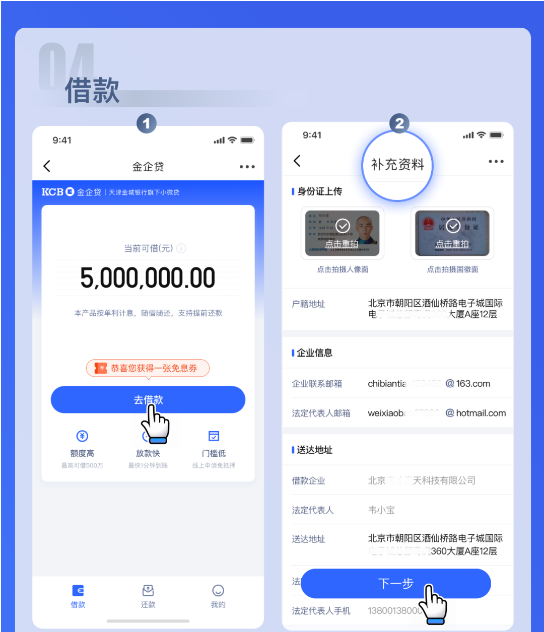 04
借款
1
9:41
金企贷
KCB 金企贷 | 天津金城银行旗下小微贷
当前可借(元)
5,000,000.00
本产品按单利计息，随借随还，支持提前还款
恭喜您获得一张免息券
去借款
额度高
放款快
门槛低
最高可借500万
最快1分钟到账
线上申请免抵押
借款
还款
我的
2
9:41
补充资料
身份证上传
点击重拍
点击重拍
点击拍摄人像面
点击拍摄国徽面
户籍地址
北京市朝阳区酒仙桥路电子城国际
电
大厦A座12层
企业信息
企业联系邮箱
chibiantia
@163.com
法定代表人邮箱
weixiaob
@hotmail.com
送达地址
借款企业
北京
天科技有限公司
法定代表人
韦小宝
送达地址
北京市朝阳区酒仙桥路电子城国际
360大厦A座12层
法
下一步
法定代表人手机
13800138000